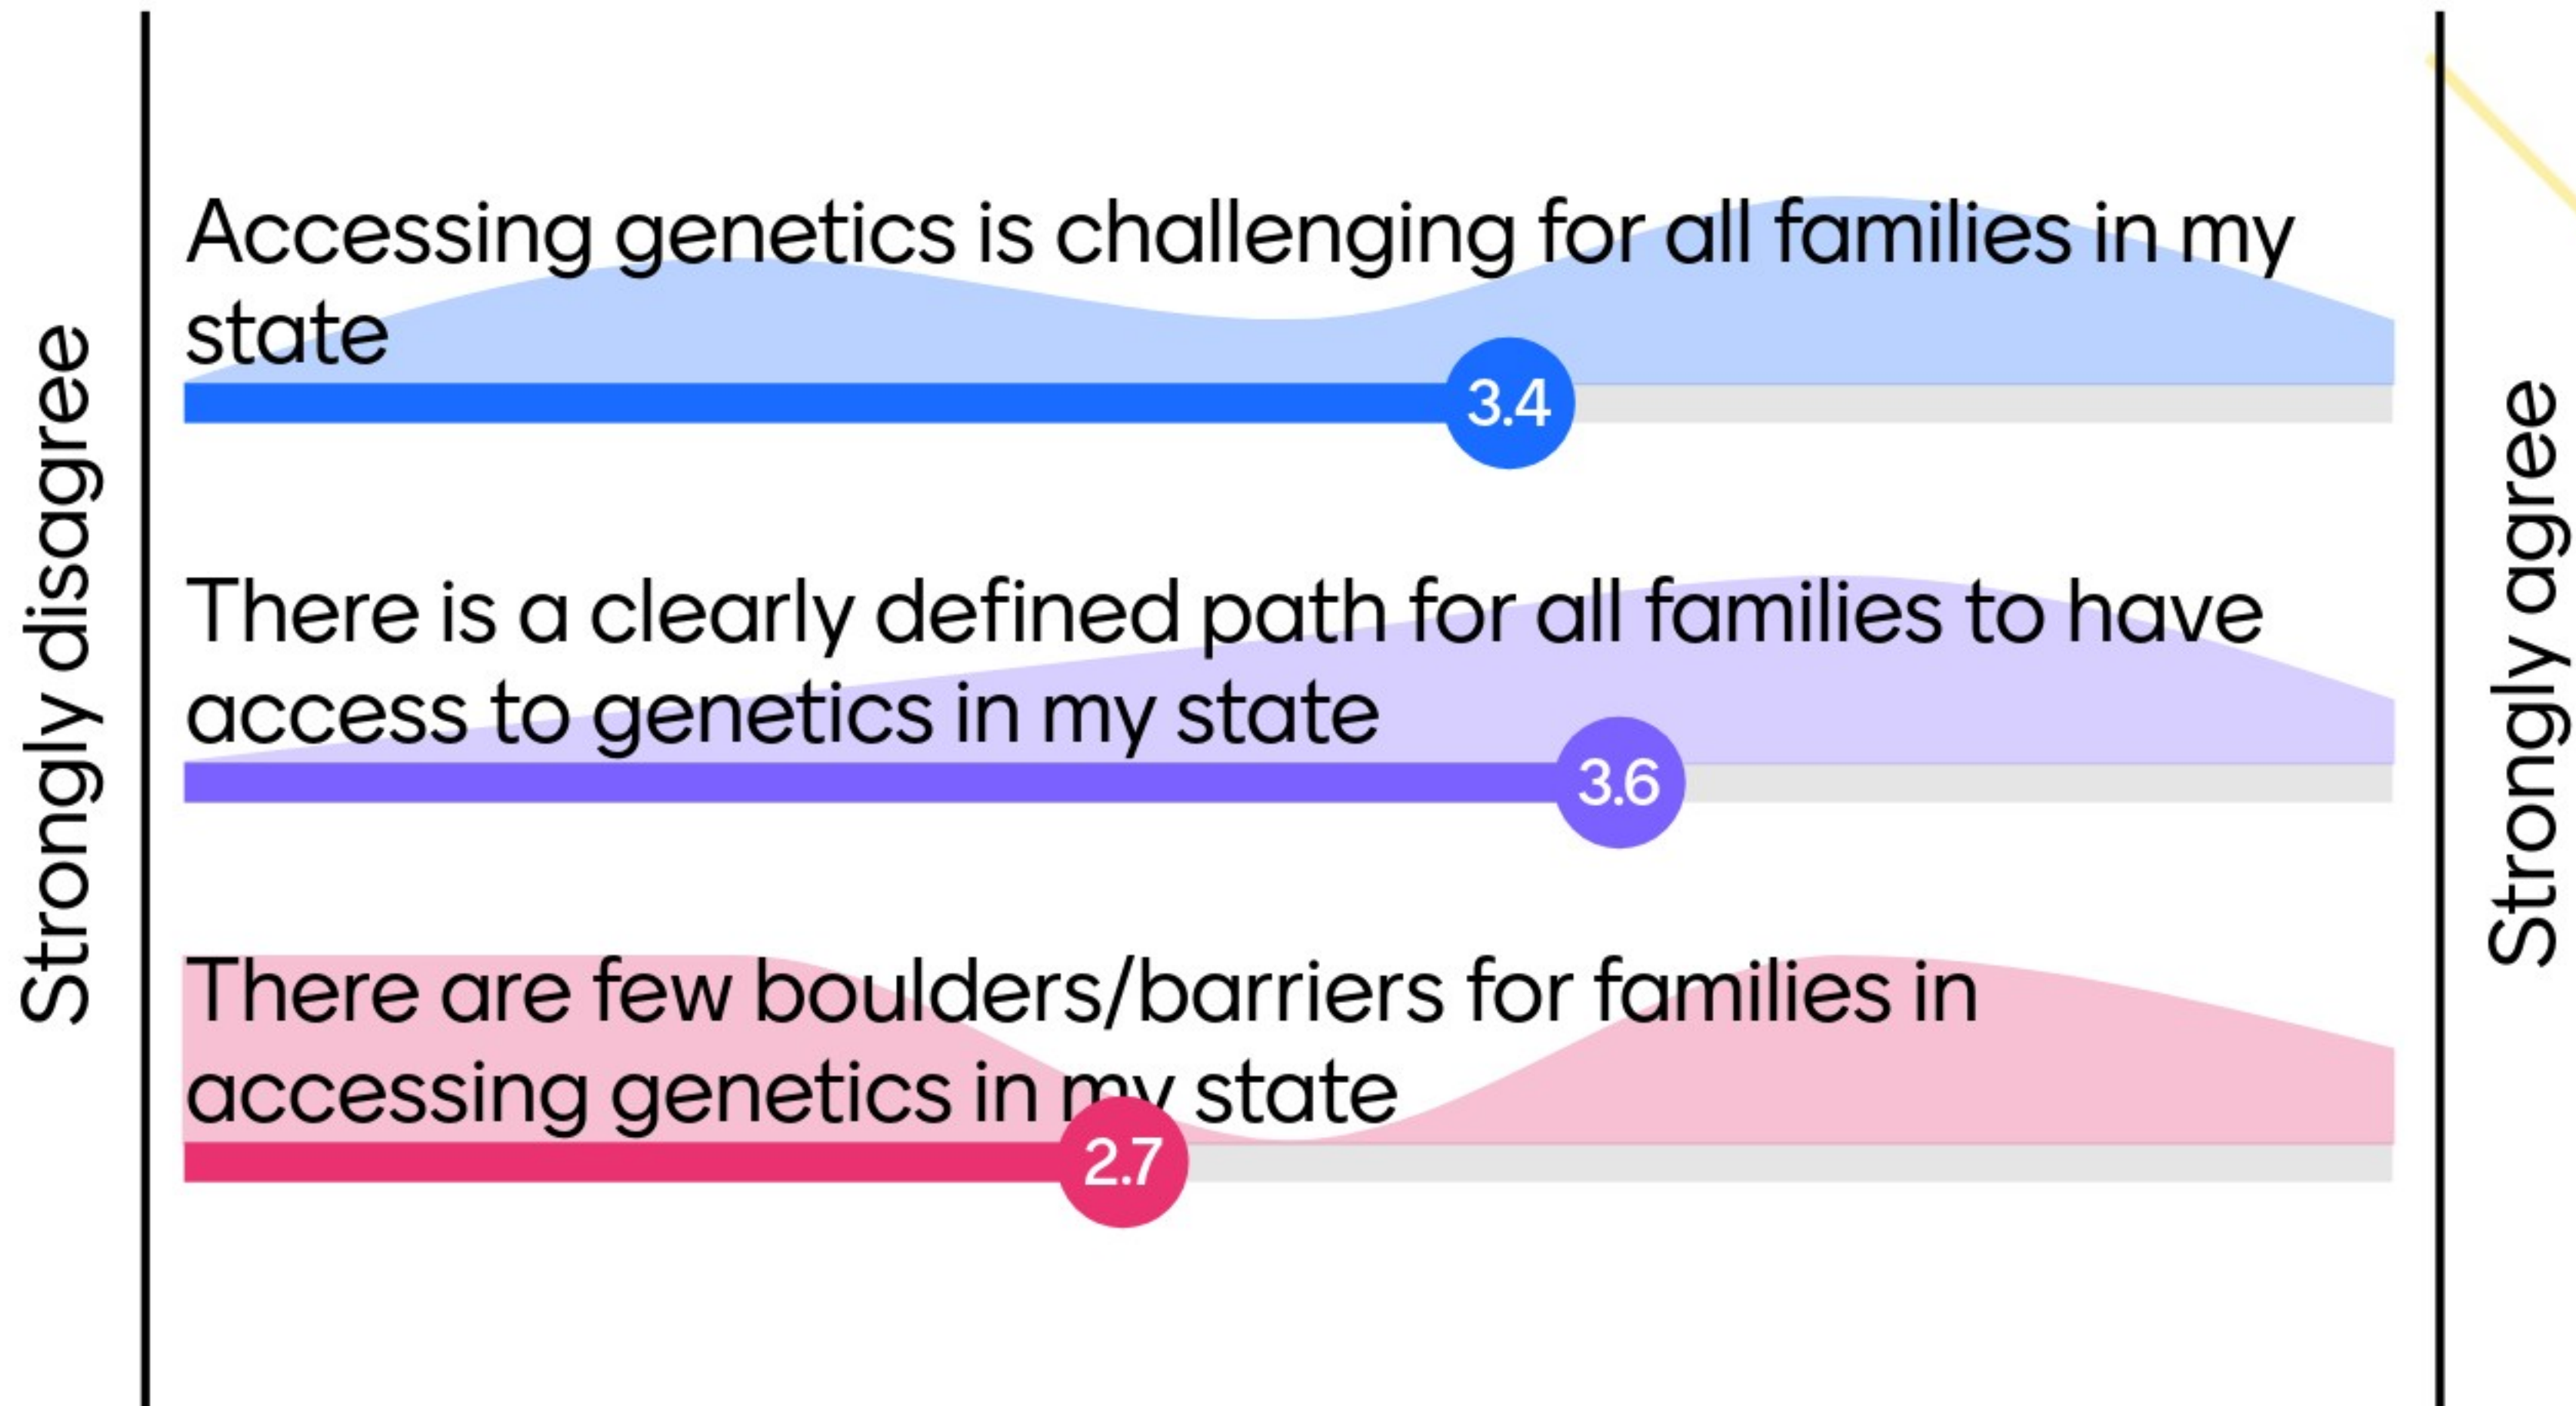 Strongly disagree
Accessing genetics is challenging for all families in my
state
3.4
There is a clearly defined path for all families to have
access to genetics in my state
3.6
There are few boulders/barriers for families in
accessing genetics in my state
2.7
Strongly agree